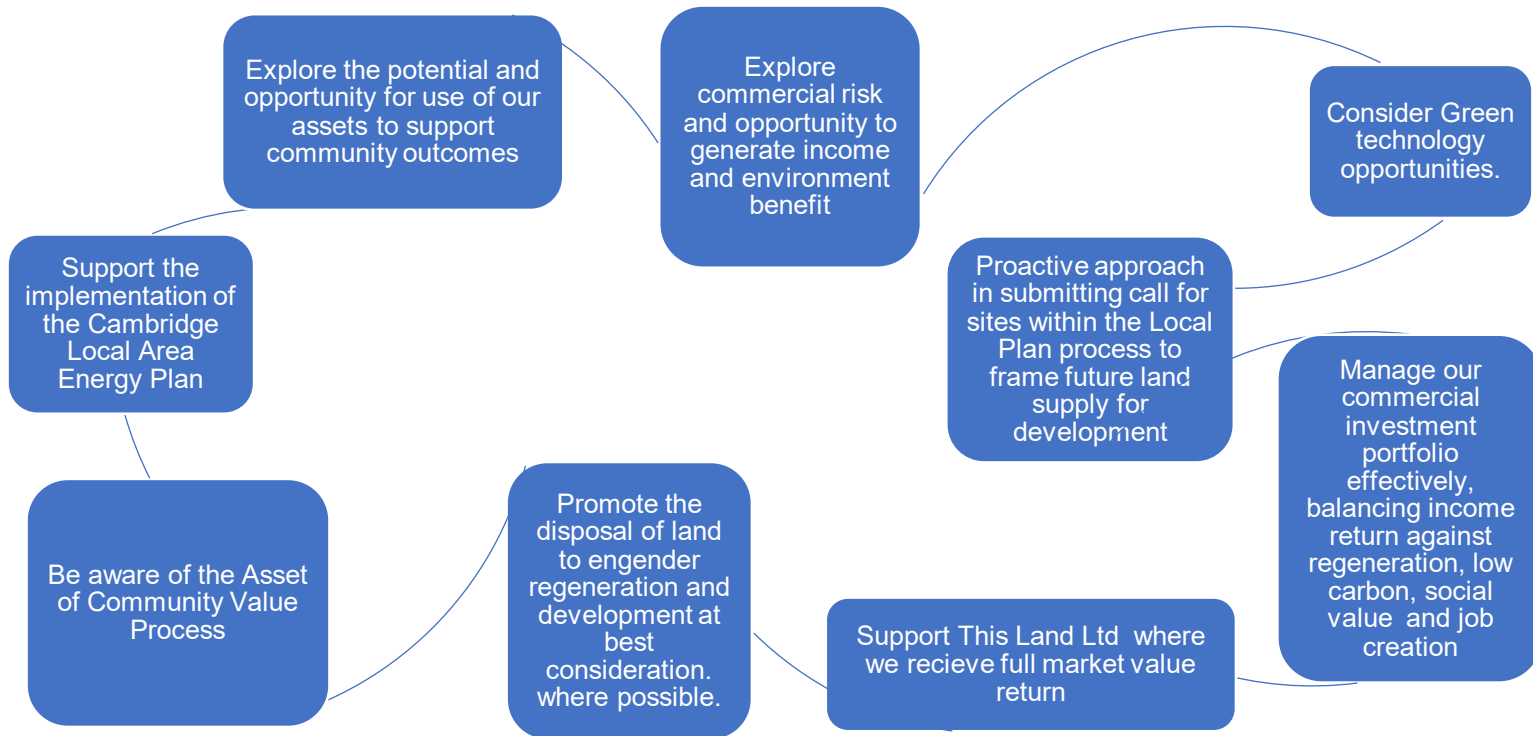 Explore the potential and
opportunity for use of our
assets to support
community outcomes
Explore
commercial risk
and opportunity to
generate income
and environment
benefit
Consider Green
technology
opportunities.
Proactive approach
in submitting call for
sites within the Local
Plan process to
frame future land
supply for
development
Manage our
commercial
investment
portfolio
effectively,
balancing income
return against
regeneration, low
carbon, social
value and job
creation
Support This Land Ltd where
we recieve full market value
return
Promote the
disposal of land
to engender
regeneration and
development at
best
consideration.
where possible.
Be aware of the Asset
of Community Value
Process
Support the
implementation of
the Cambridge
Local Area
Energy Plan